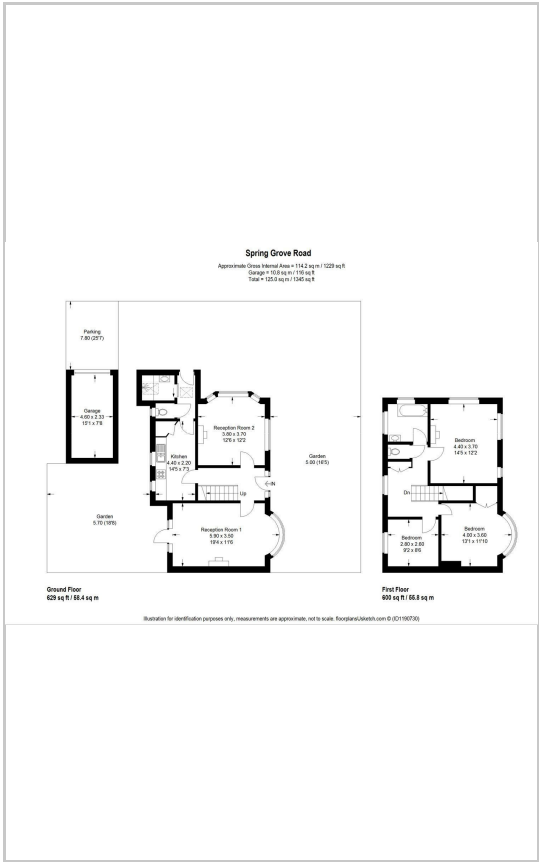 Spring Grove Road
Approximate Gross Internal Area = 114.2 sq m / 1229 sq ft
Garage = 10.8 sq m / 116 sq ft
Total = 125.0 sq m / 1345 sq ft
Parking
7.80 (25'7)
Garage
4.60 x 2.33
15'1 x 7'8
Reception Room 2
3.80 x 3.70
12'6 x 12'2
Kitchen
4.40 x 2.20
14'5 x 7'3
Garden
5.00 (16'5)
IN
Up
Garden
5.70 (18'8)
Reception Room 1
5.90 x 3.50
19'4 x 11'6
Bedroom
4.40 x 3.70
14'5 x 12'2
Dn
Bedroom
4.00 x 3.60
13'1 x 11'10
Bedroom
2.80 x 2.60
9'2 x 8'6
Ground Floor
629 sq ft / 58.4 sq m
First Floor
600 sq ft / 55.8 sq m
Illustration for identification purposes only, measurements are approximate, not to scale. floorplansUsketch.com © (ID1190730)